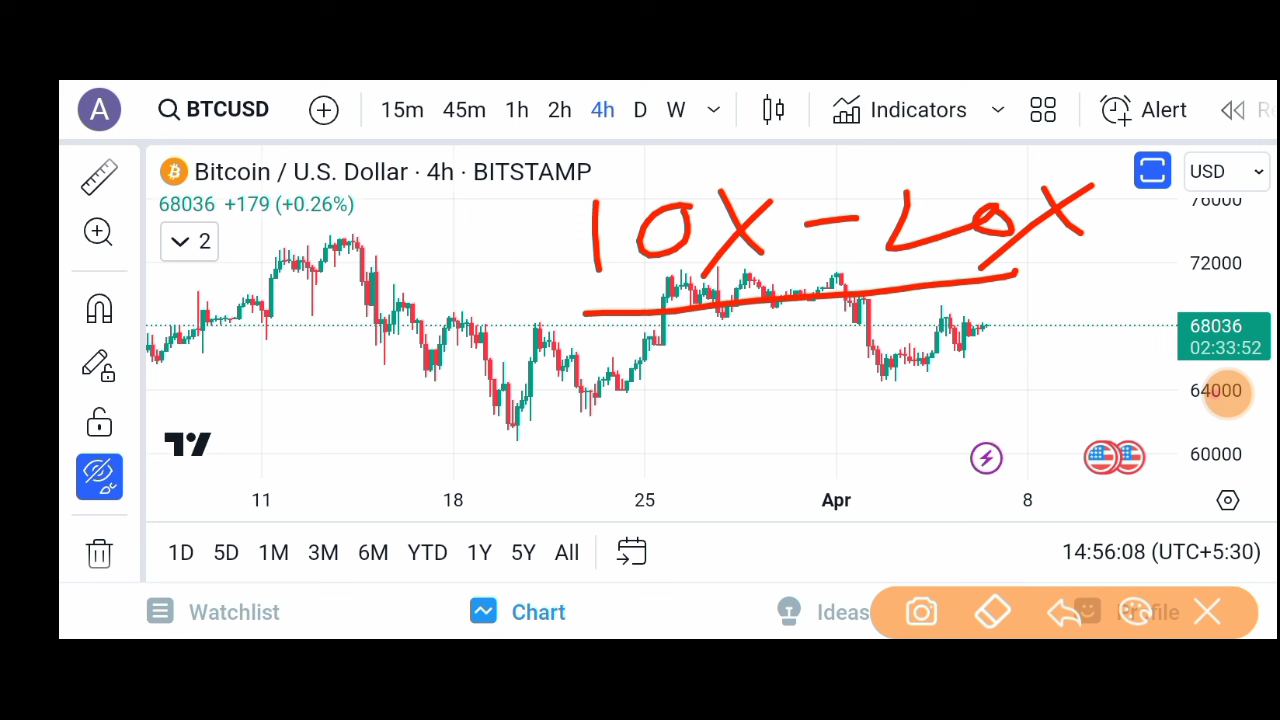 A BTCUSD 15m 45m 1h 2h 4h D W Indicators Alert
Bitcoin / U.S. Dollar · 4h · BITSTAMP USD
68036 +179 (+0.26%)
2
10X - 20X
76000
72000
68036
02:33:52
64000
60000
11 18 25 Apr 8
1D 5D 1M 3M 6M YTD 1Y 5Y All 14:56:08 (UTC+5:30)
Watchlist Chart Ideas Profile